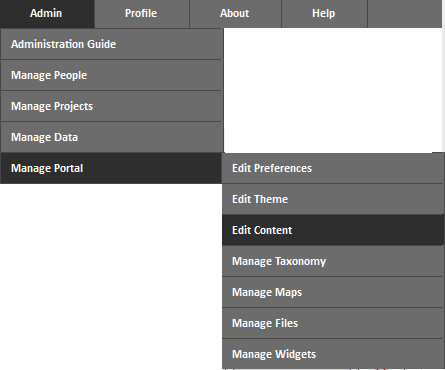 Admin Profile About Help
Administration Guide
Manage People
Manage Projects
Manage Data
Manage Portal Edit Preferences
Edit Theme
Edit Content
Manage Taxonomy
Manage Maps
Manage Files
Manage Widgets